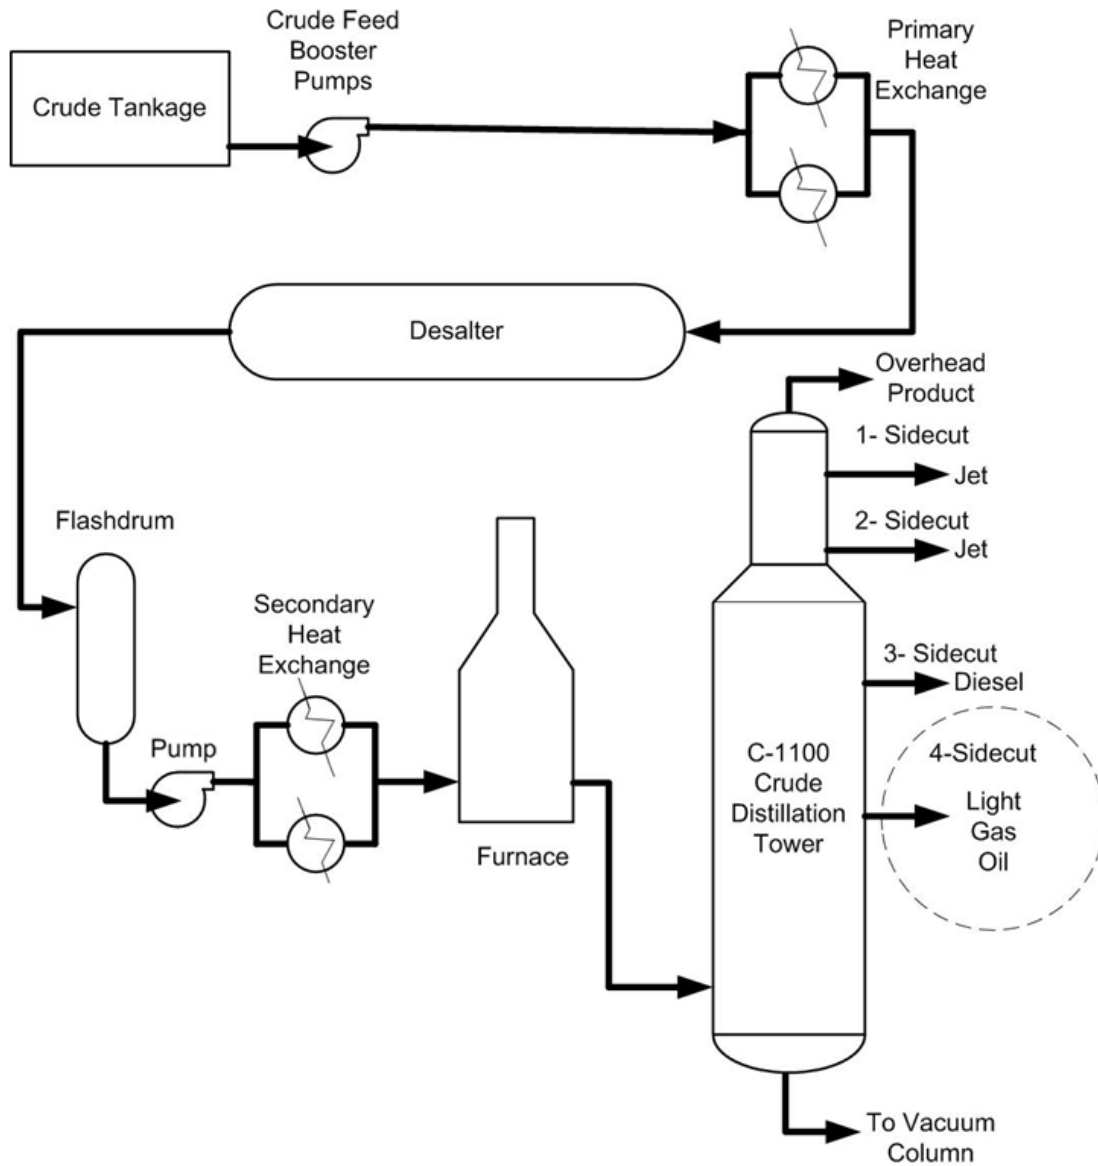 Crude Feed
Booster
Pumps
Primary
Heat
Exchange
Crude Tankage
Desalter
Overhead
Product
1- Sidecut
Jet
2- Sidecut
Jet
Flashdrum
Secondary
Heat
Exchange
3- Sidecut
Diesel
Pump
C-1100
Crude
Distillation
Tower
4-Sidecut
Light
Gas
Oil
Furnace
To Vacuum
Column